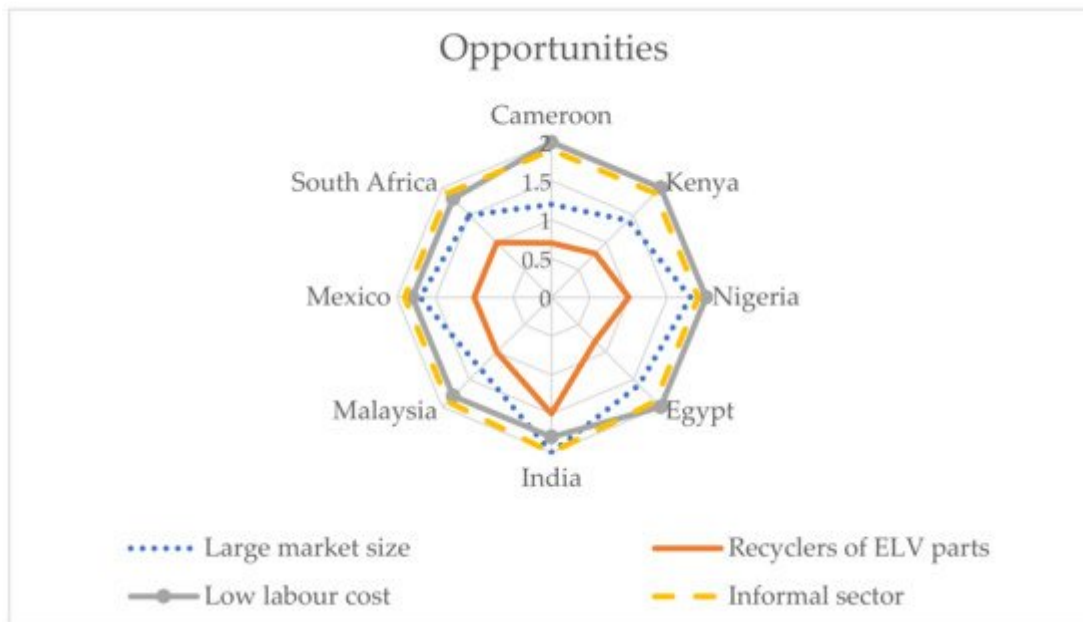 Opportunities
Cameroon
2
South Africa
1.5
Kenya
1
0.5
Mexico
0
Nigeria
Malaysia
Egypt
India
Large market size
Recyclers of ELV parts
Low labour cost
Informal sector